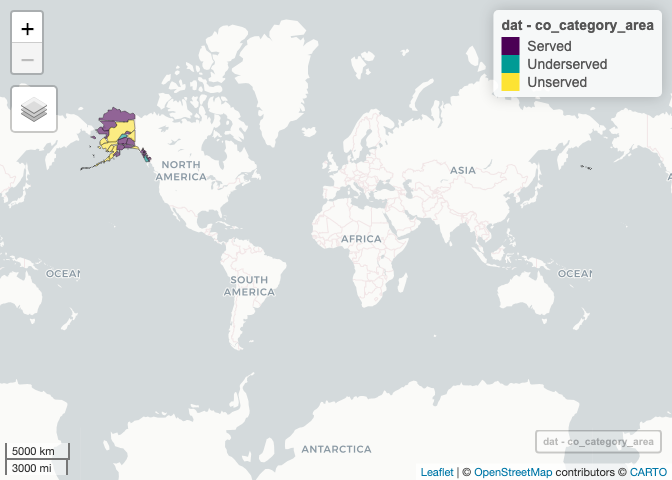 +
dat - co_category_area
Served
Underserved
Unserved
−
NORTH
AMERICA
ASIA
AFRICA
OCEAN
OCEAN
SOUTH
AMERICA
5000 km
3000 mi
ANTARCTICA
dat - co_category_area
Leaflet | © OpenStreetMap contributors © CARTO